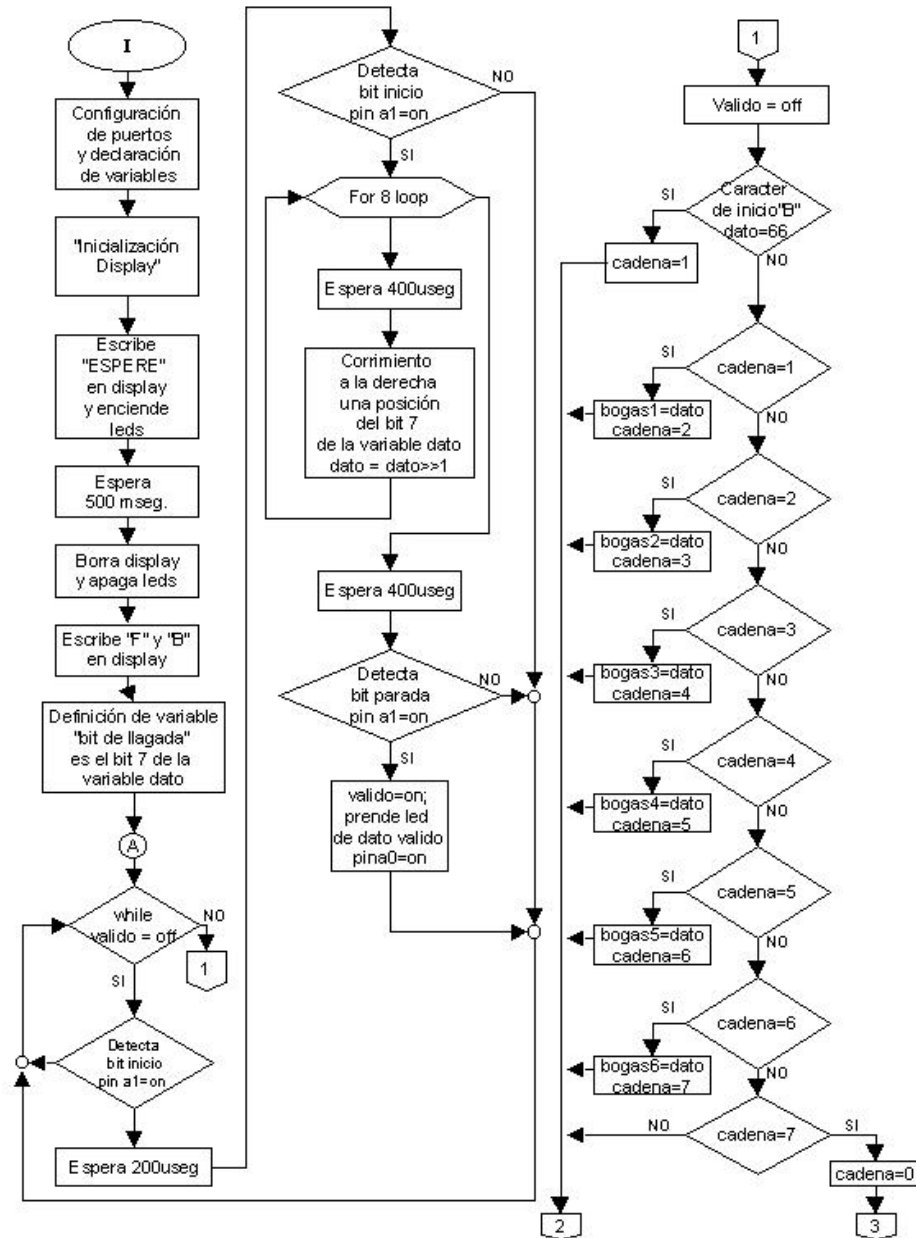 I
Configuración
de puertos
y declaración
de variables
"Inicialización
Display"
Escribe
"ESPERE"
en display
y enciende
leds
Espera
500 mseg.
Borra display
y apaga leds
Escribe "F" y "B"
en display
Definición de variable
"bit de llagada"
es el bit 7 de la
variable dato
A
while
valido = off
NO
1
SI
Detecta
bit inicio
pin a1=on
Espera 200useg
Detecta
bit inicio
pin a1=on
NO
SI
For 8 loop
Espera 400useg
Corrimiento
a la derecha
una posición
del bit 7
de la variable dato
dato = dato>>1
Espera 400useg
Detecta
bit parada
pin a1=on
NO
SI
valido=on;
prende led
de dato valido
pina0=on
1
Valido = off
Caracter
de inicio"B"
dato=66
SI
NO
cadena=1
cadena=1
SI
NO
bogas1=dato
cadena=2
cadena=2
SI
NO
bogas2=dato
cadena=3
cadena=3
SI
NO
bogas3=dato
cadena=4
cadena=4
SI
NO
bogas4=dato
cadena=5
cadena=5
SI
NO
bogas5=dato
cadena=6
cadena=6
SI
NO
bogas6=dato
cadena=7
cadena=7
NO
SI
cadena=0
2
3